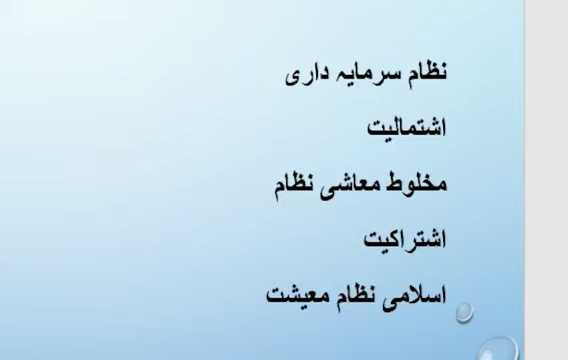 نظام سرمایہ داری
اشتمالیت
مخلوط معاشی نظام
اشتراکیت
اسلامی نظام معیشت